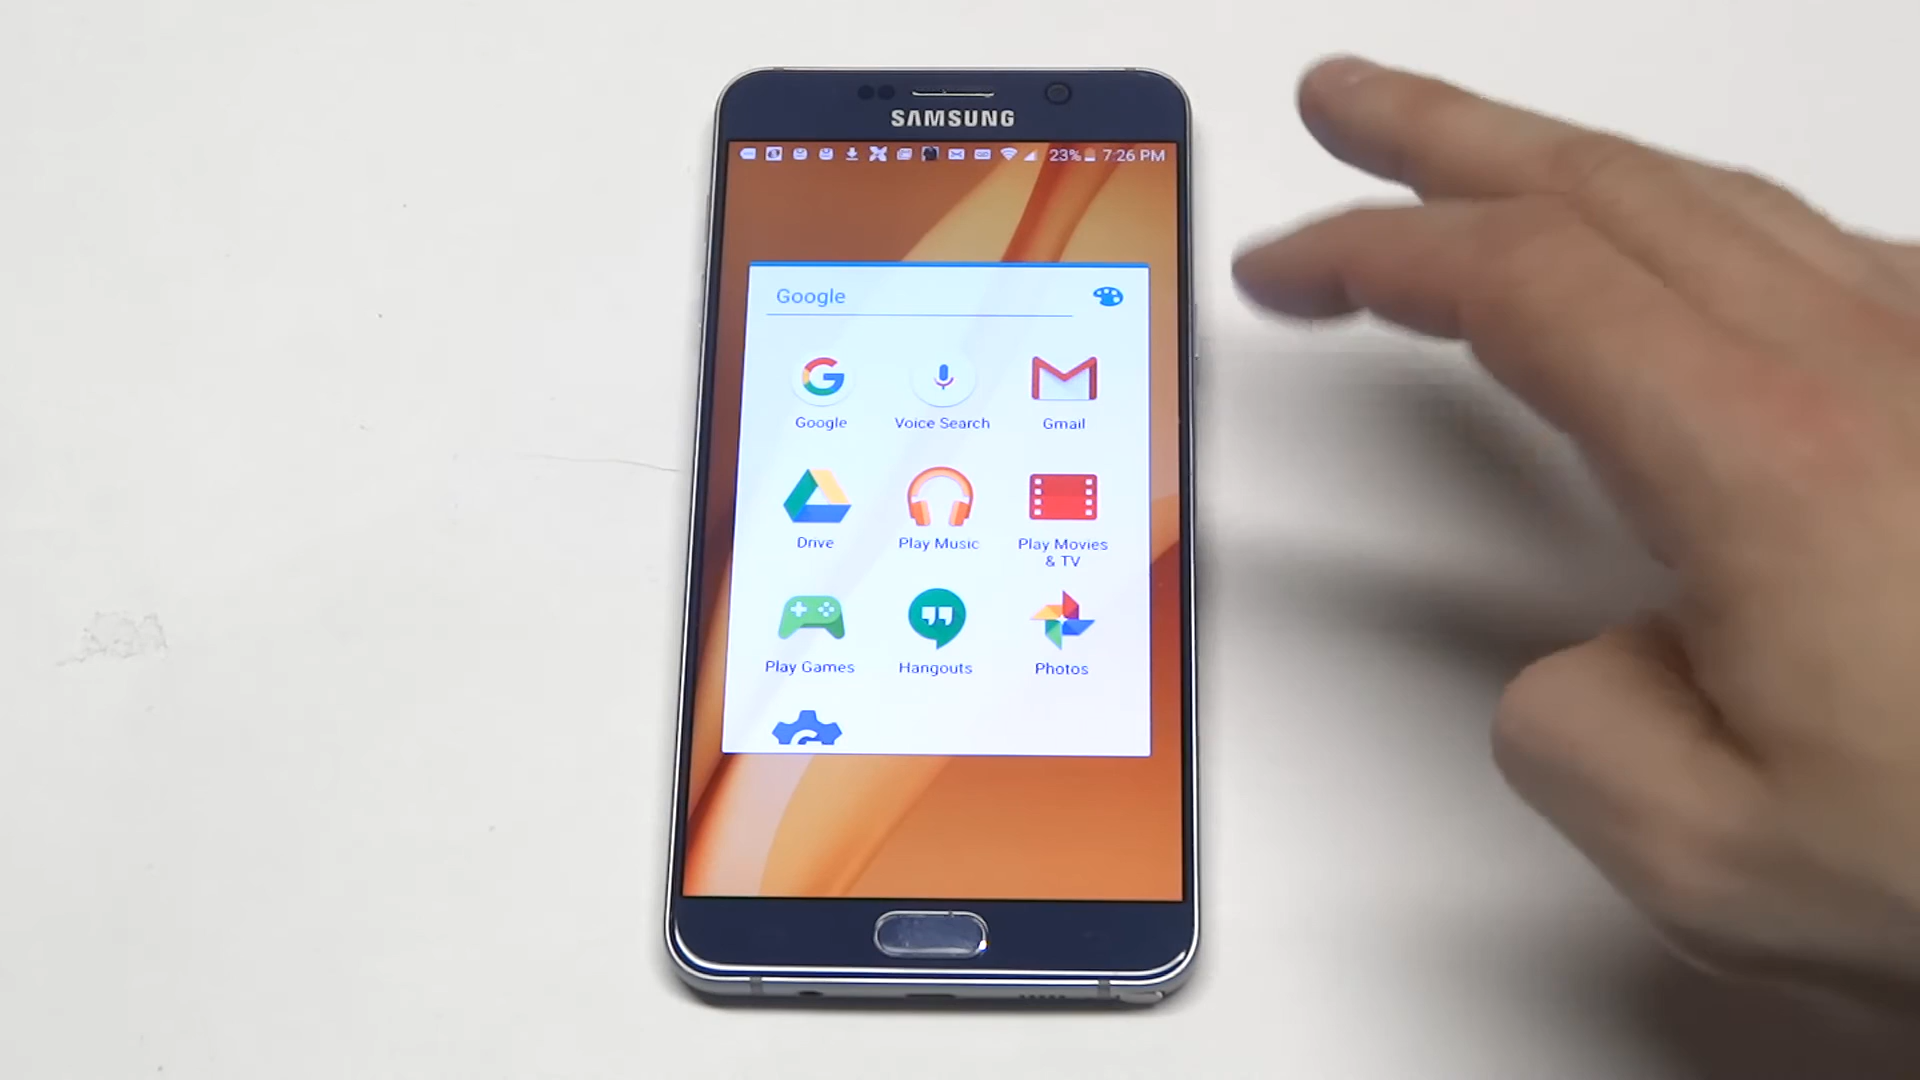 SAMSUNG
23% 7:26 PM
Google
Google
Voice Search
Gmail
Drive
Play Music
Play Movies
& TV
Play Games
Hangouts
Photos